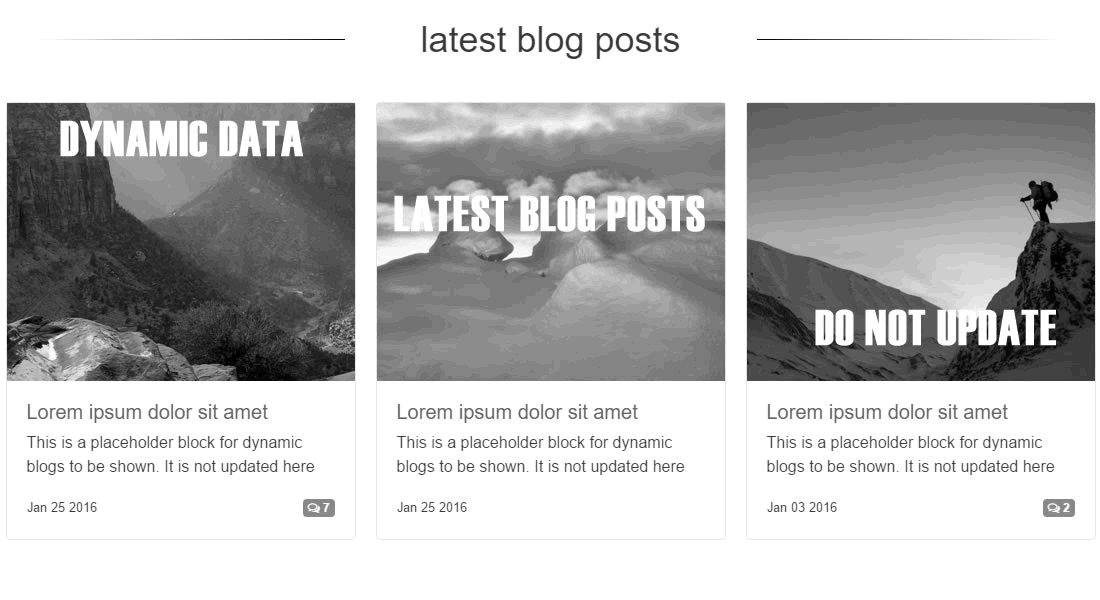 latest blog posts
DYNAMIC DATA
Lorem ipsum dolor sit amet
This is a placeholder block for dynamic
blogs to be shown. It is not updated here
Jan 25 2016
7
LATEST BLOG POSTS
Lorem ipsum dolor sit amet
This is a placeholder block for dynamic
blogs to be shown. It is not updated here
Jan 25 2016
DO NOT UPDATE
Lorem ipsum dolor sit amet
This is a placeholder block for dynamic
blogs to be shown. It is not updated here
Jan 03 2016
2